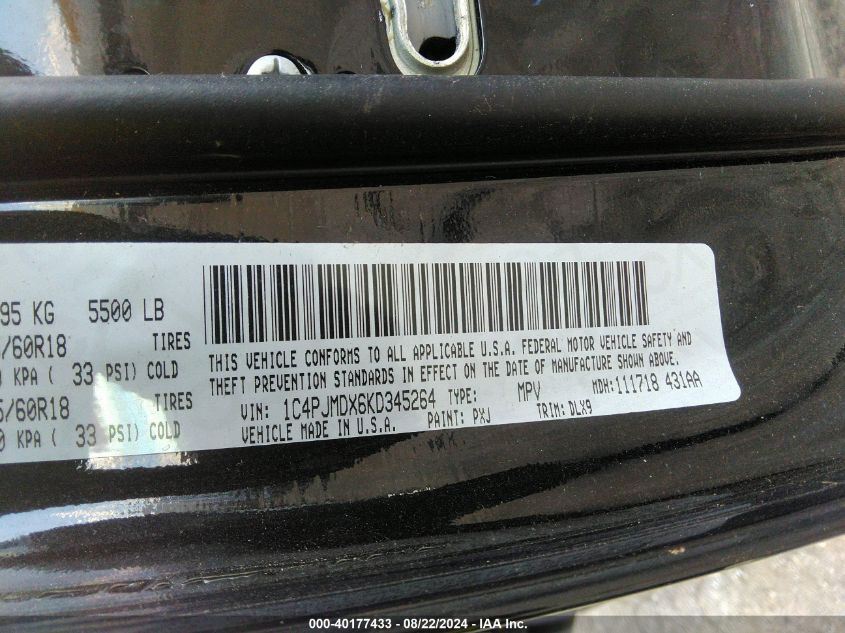 95 KG 5500 LB
/60R18 TIRES
KPA ( 33 PSI) COLD
5/60R18 TIRES
0 KPA ( 33 PSI) COLD
THIS VEHICLE CONFORMS TO ALL APPLICABLE U.S.A. FEDERAL MOTOR VEHICLE SAFETY AND
THEFT PREVENTION STANDARDS IN EFFECT ON THE DATE OF MANUFACTURE SHOWN ABOVE.
VIN: 1C4PJMDX6KD345264 TYPE: MPV MDH: 111718 431AA
VEHICLE MADE IN U.S.A. PAINT: PXJ TRIM: DLX9
000-40177433 - 08/22/2024 - IAA Inc.